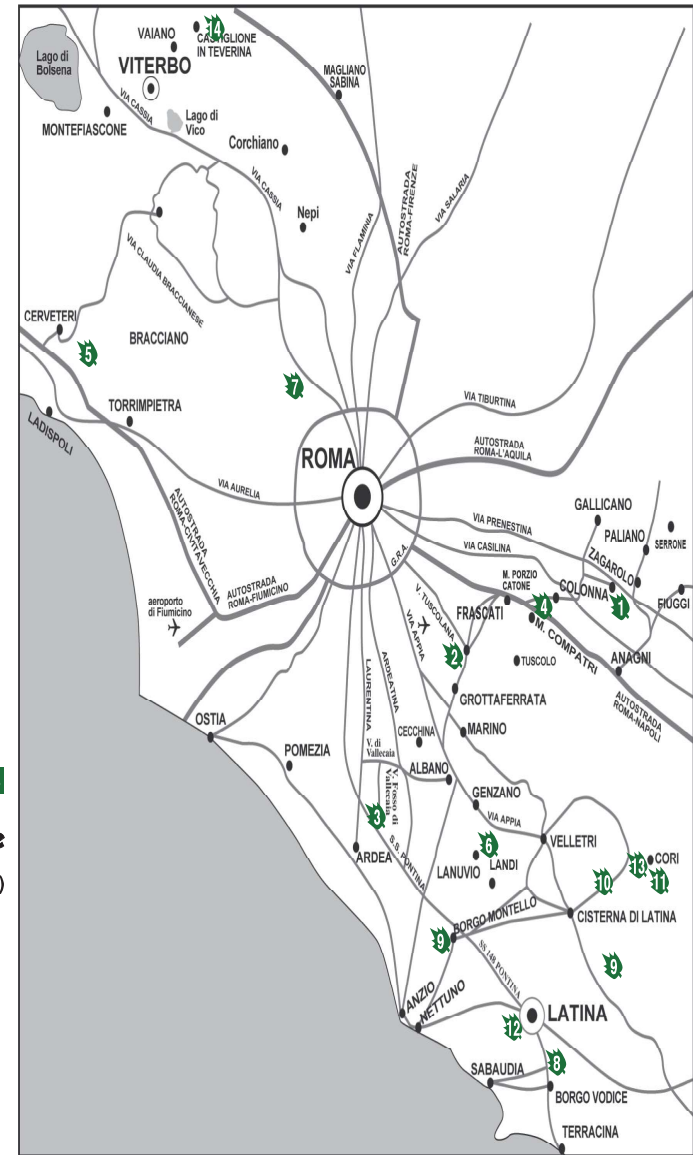 14
VAIANO
CASTIGLIONE
IN TEVERINA
Lago di
Bolsena
VITERBO
MAGLIANO
SABINA
VIA CASSIA
Lago di
Vico
MONTEFIASCONE
Corchiano
VIA CASSIA
AUTOSTRADA
ROMA-FIRENZE
VIA SALARIA
Nepi
VIA FLAMINIA
VIA CLAUDIA BRACCIANESE
CERVETERI
BRACCIANO
5
7
VIA TIBURTINA
TORRIMPIETRA
LADISPOLI
ROMA
AUTOSTRADA
ROMA-L'AQUILA
VIA AURELIA
GALLICANO
AUTOSTRADA
ROMA-CIVITAVECCHIA
VIA PRENESTINA
PALIANO
SERRONE
VIA CASILINA
G.R.A.
ZAGAROLO
M. PORZIO
CATONE
COLONNA
AUTOSTRADA
ROMA-FIUMICINO
aeroporto
di Fiumicino
V. TUSCOLANA
FRASCATI
4
1
FIUGGI
VIA APPIA
M. COMPATRI
2
TUSCOLO
ANAGNI
LAURENTINA
ARDEATINA
GROTTAFERRATA
AUTOSTRADA
ROMA-NAPOLI
OSTIA
CECCHINA
MARINO
POMEZIA
V. di
Vallecaia
ALBANO
V. Fosso di
Vallecaia
GENZANO
3
VIA APPIA
e
VELLETRI
ARDEA
S.S. PONTINA
6
LANUVIO
LANDI
13
CORI
)
10
11
BORGO MONTELLO
CISTERNA DI LATINA
9
SS 148 PONTINA
9
ANZIO
NETTUNO
12
LATINA
8
SABAUDIA
BORGO VODICE
TERRACINA